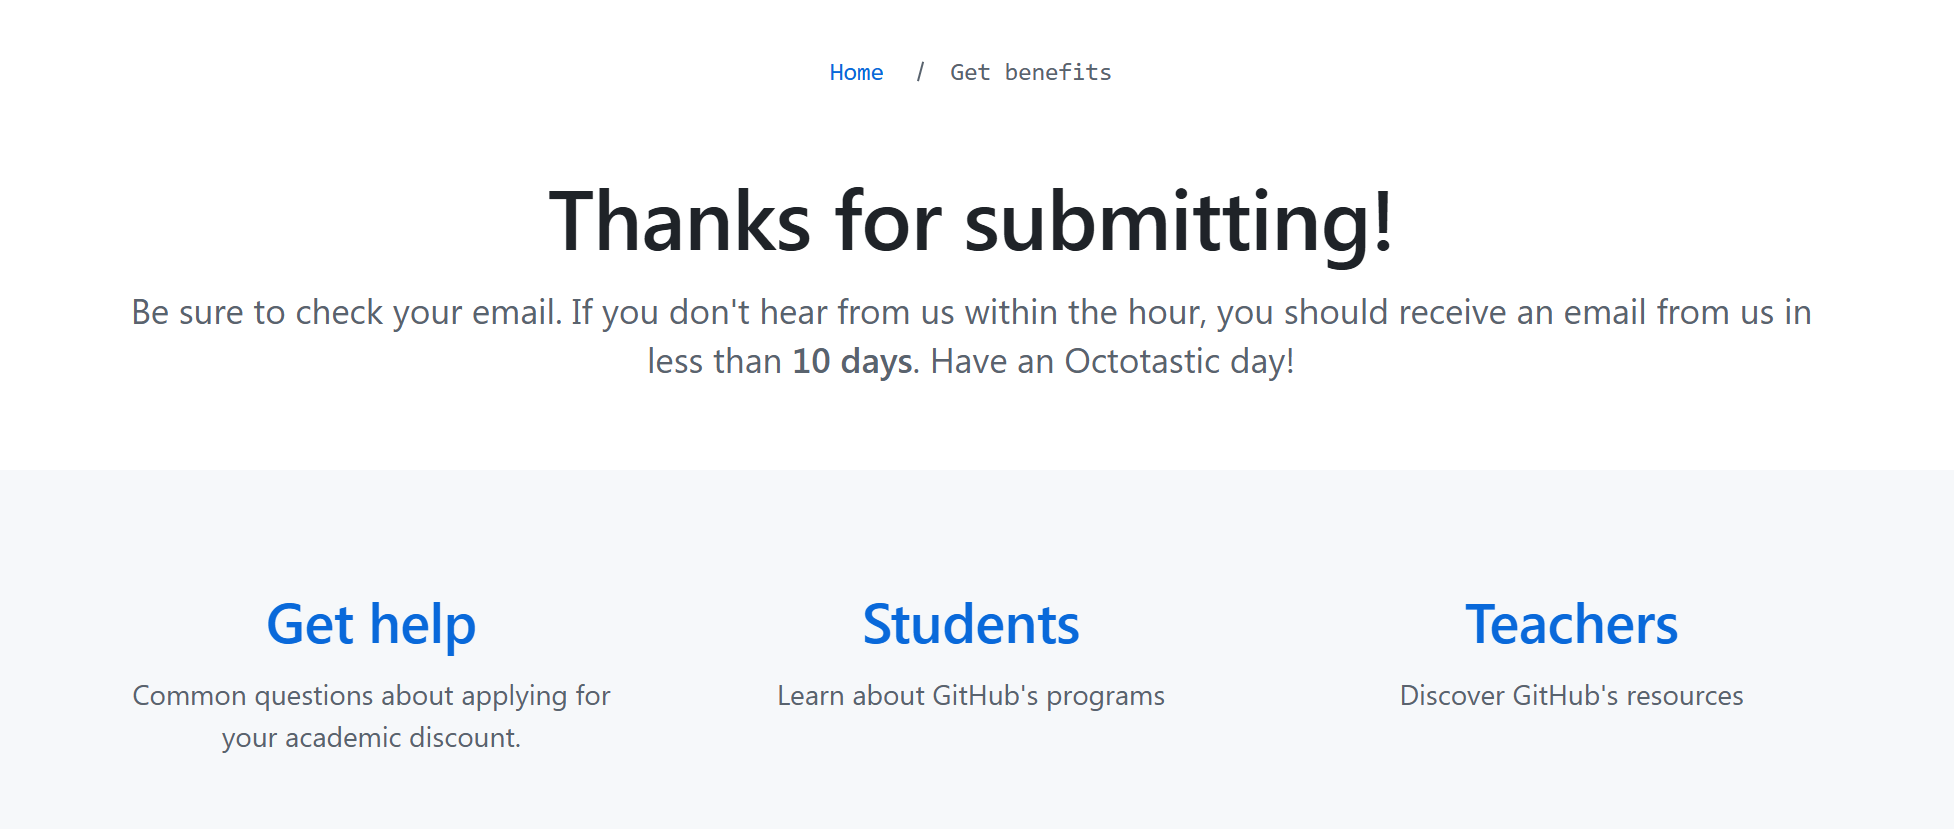 Home / Get benefits
Thanks for submitting!
Be sure to check your email. If you don't hear from us within the hour, you should receive an email from us in
less than 10 days. Have an Octotastic day!
Get help
Common questions about applying for
your academic discount.
Students
Learn about GitHub's programs
Teachers
Discover GitHub's resources